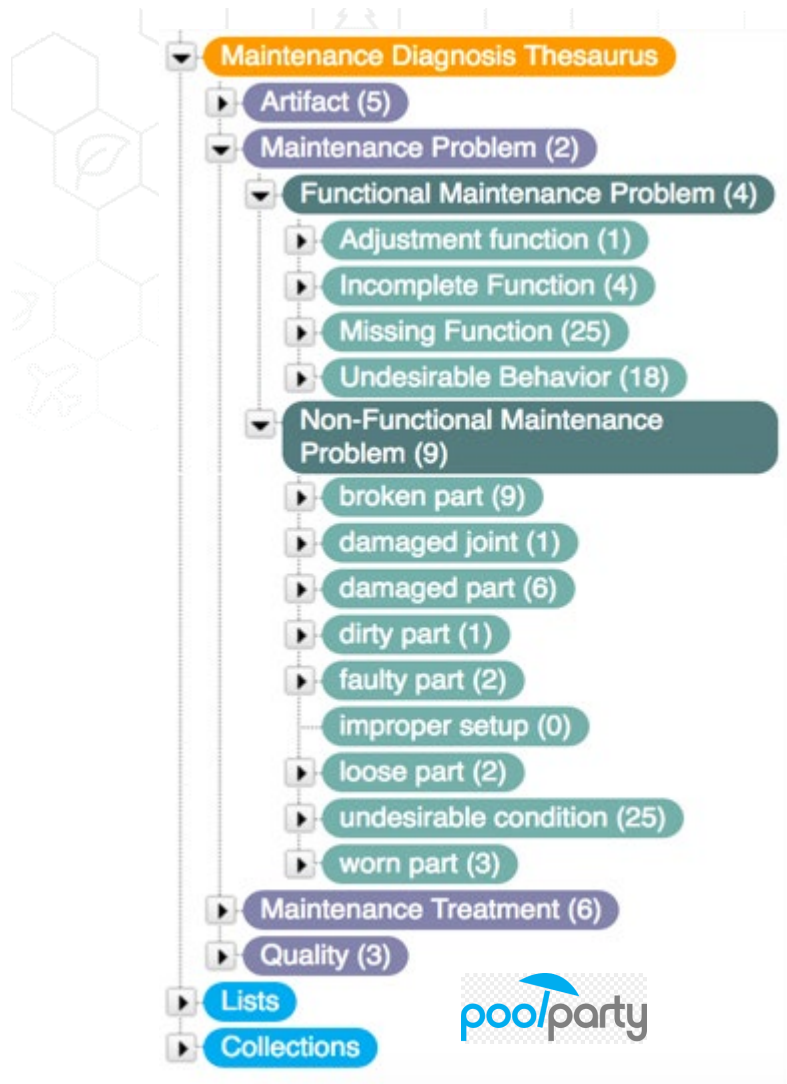 Maintenance Diagnosis Thesaurus
Artifact (5)
Maintenance Problem (2)
Functional Maintenance Problem (4)
Adjustment function (1)
Incomplete Function (4)
Missing Function (25)
Undesirable Behavior (18)
Non-Functional Maintenance
Problem (9)
broken part (9)
damaged joint (1)
damaged part (6)
dirty part (1)
faulty part (2)
improper setup (0)
loose part (2)
undesirable condition (25)
worn part (3)
Maintenance Treatment (6)
Quality (3)
Lists
Collections
poolparty